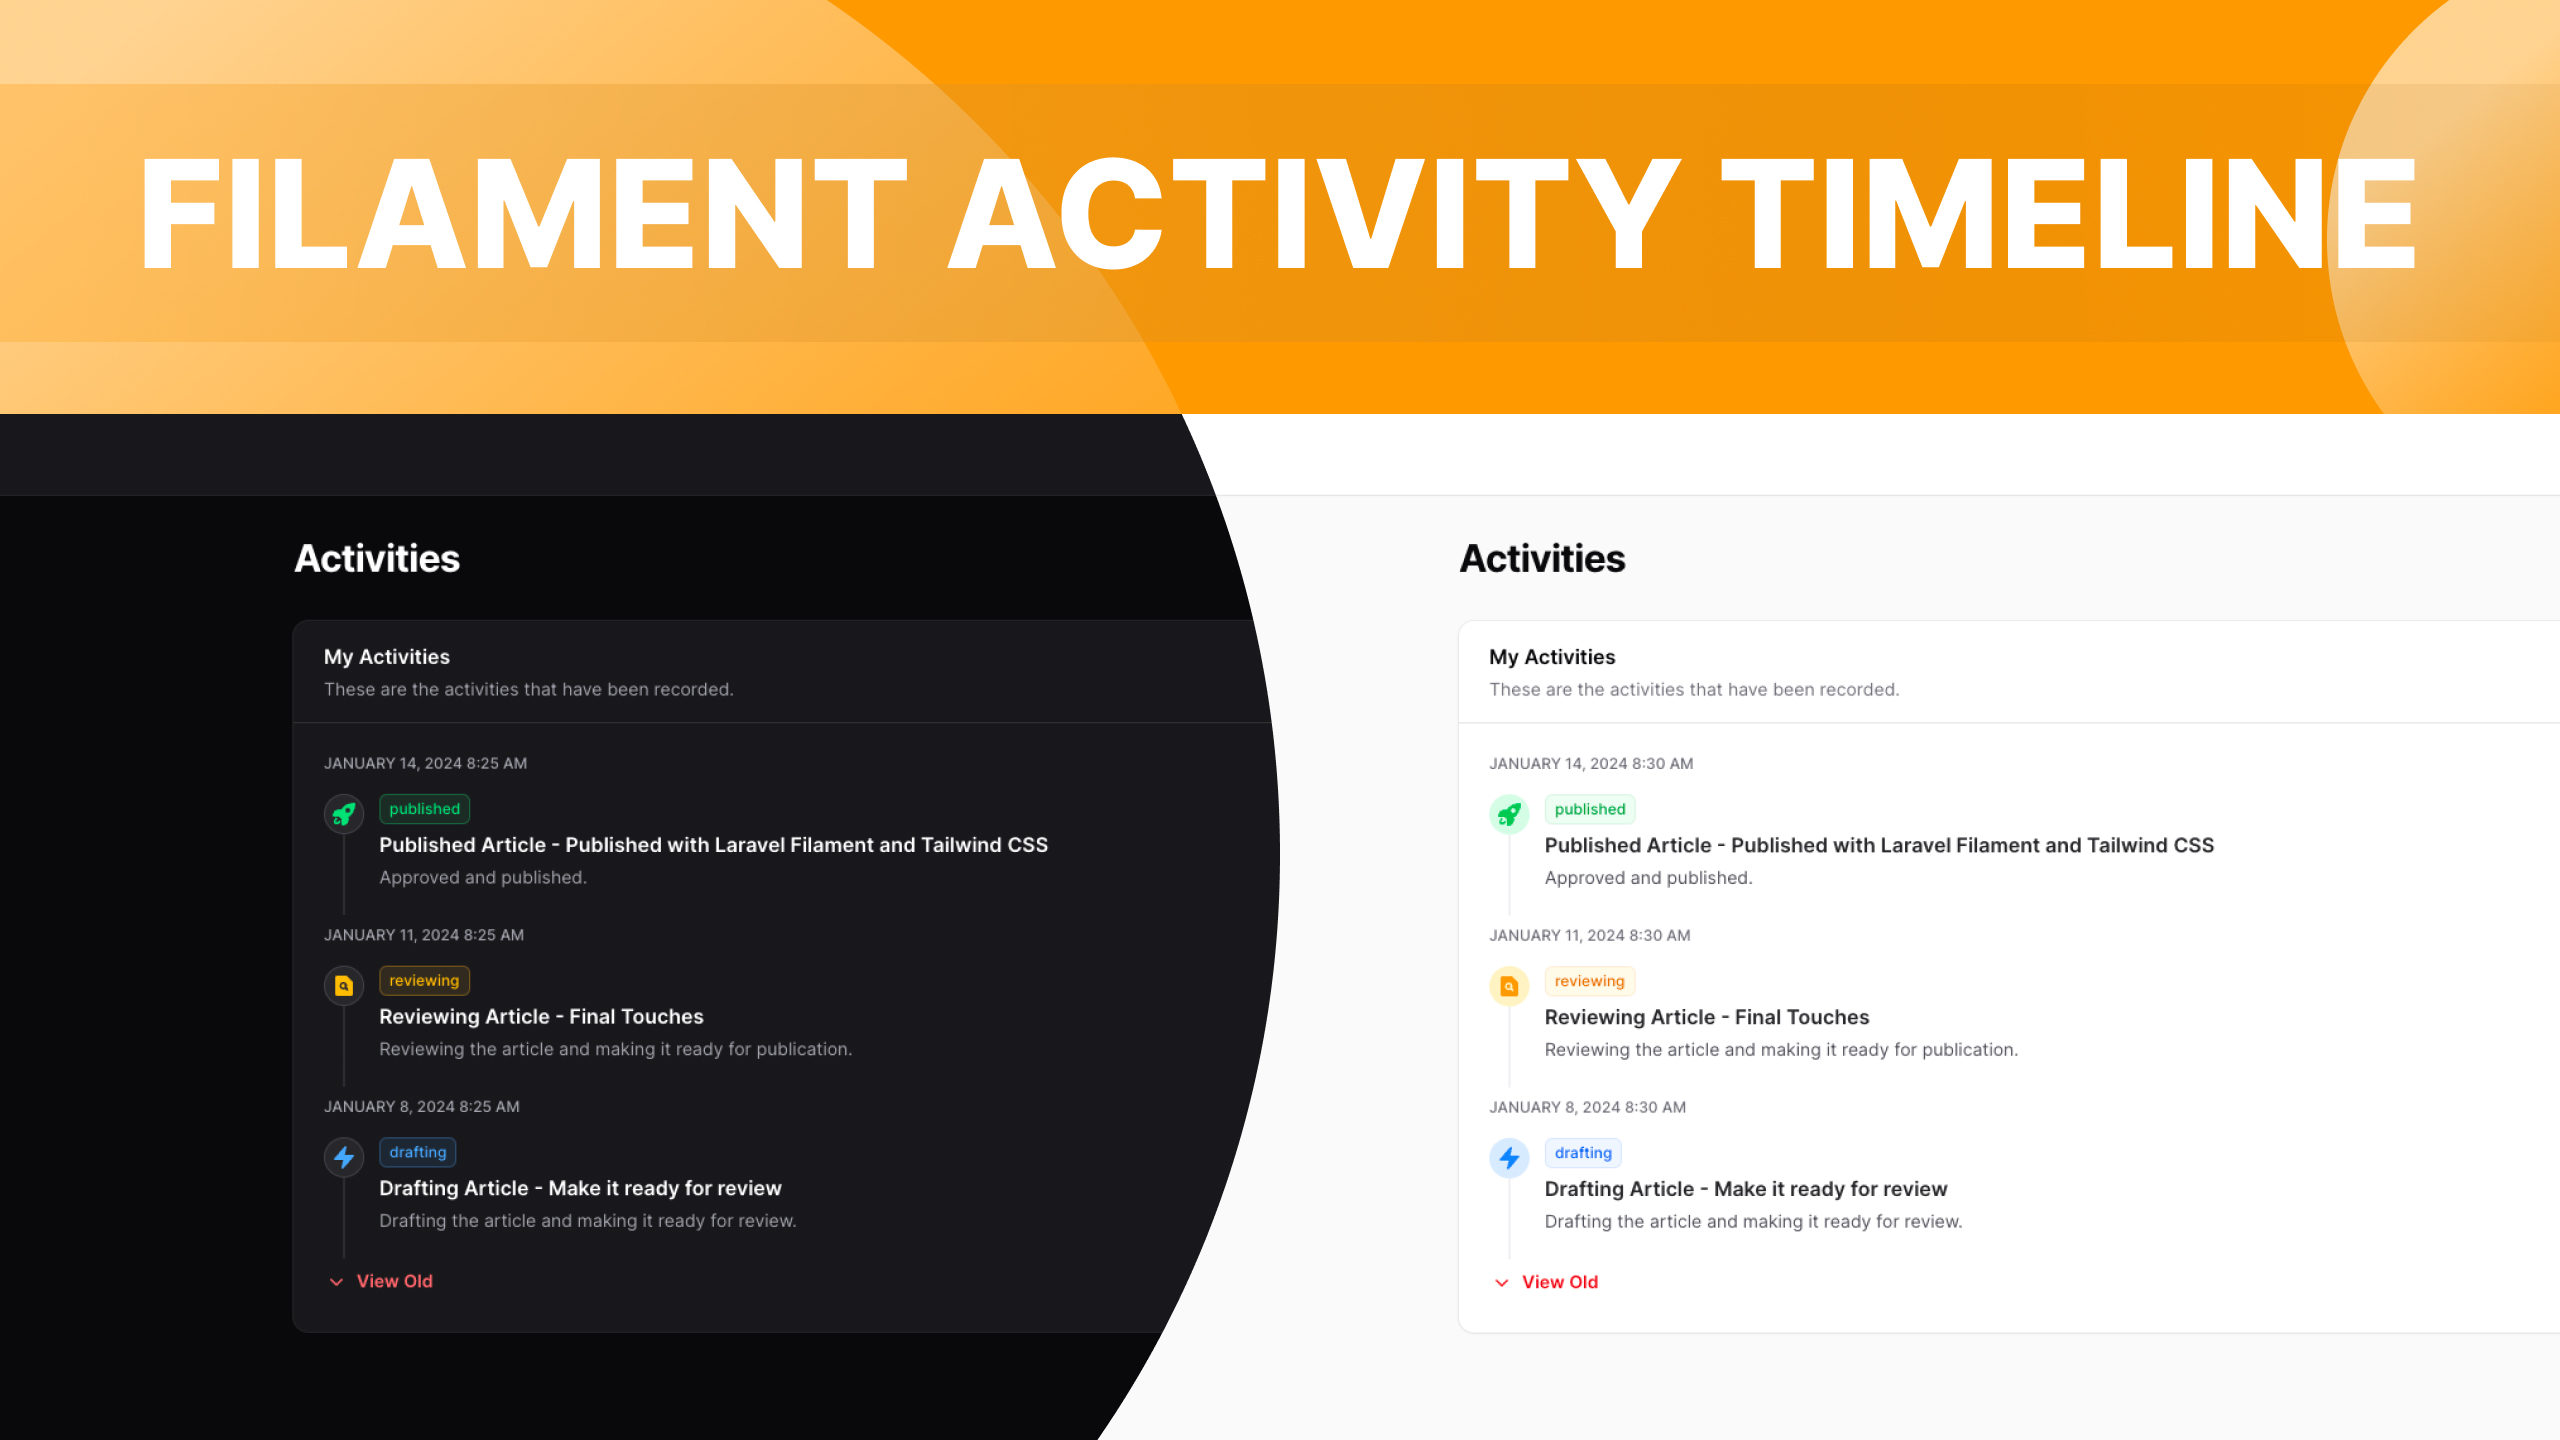 FILAMENT ACTIVITY TIMELINE
Activities
My Activities
These are the activities that have been recorded.
JANUARY 14, 2024 8:25 AM
published
Published Article - Published with Laravel Filament and Tailwind CSS
Approved and published.
JANUARY 11, 2024 8:25 AM
reviewing
Reviewing Article - Final Touches
Reviewing the article and making it ready for publication.
JANUARY 8, 2024 8:25 AM
drafting
Drafting Article - Make it ready for review
Drafting the article and making it ready for review.
View Old
Activities
My Activities
These are the activities that have been recorded.
JANUARY 14, 2024 8:30 AM
published
Published Article - Published with Laravel Filament and Tailwind CSS
Approved and published.
JANUARY 11, 2024 8:30 AM
reviewing
Reviewing Article - Final Touches
Reviewing the article and making it ready for publication.
JANUARY 8, 2024 8:30 AM
drafting
Drafting Article - Make it ready for review
Drafting the article and making it ready for review.
View Old